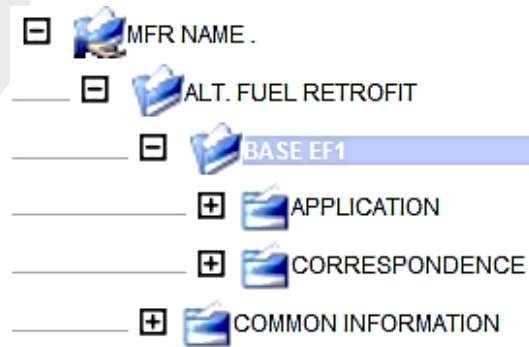 MFR NAME .
ALT. FUEL RETROFIT
BASE EF1
APPLICATION
CORRESPONDENCE
COMMON INFORMATION